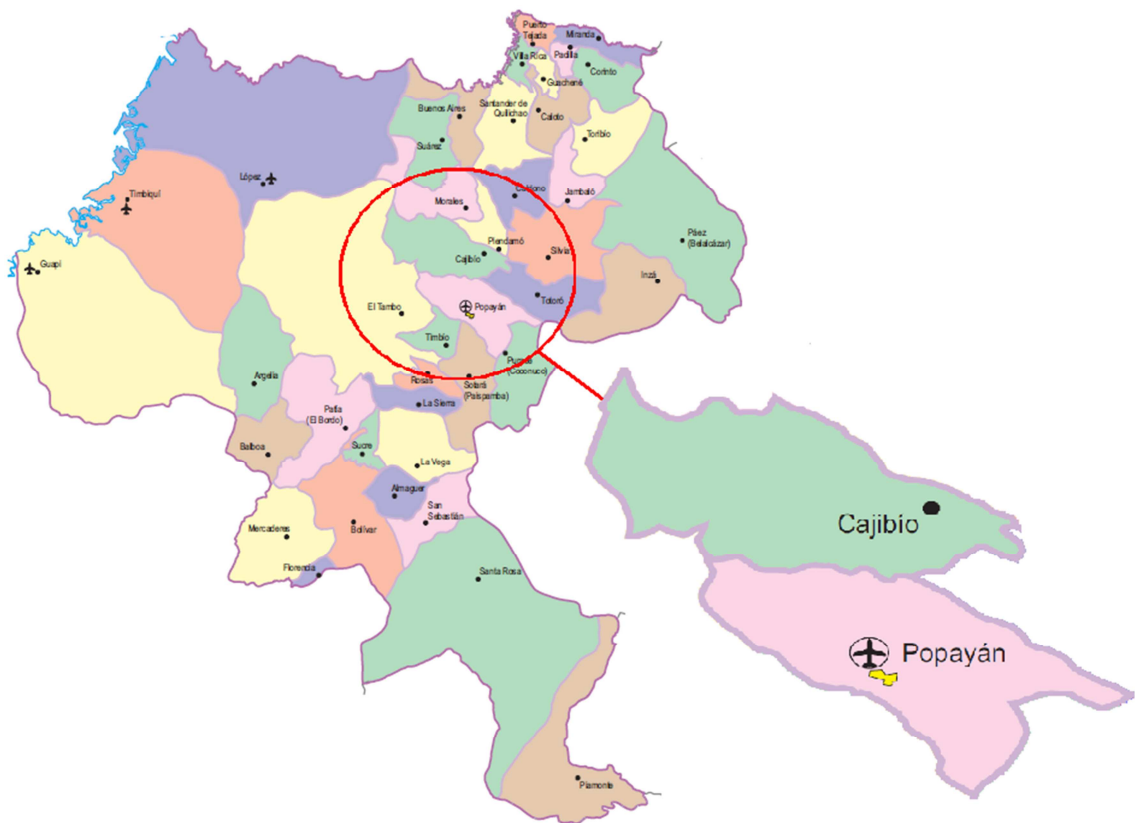 Puerto
Tejada
Miranda
Villa Rica
Padilla
Corinto
Guachené
Buenos Aires
Santander de
Quilichao
Caloto
Toribío
Suárez
López
Timbiquí
Jambaló
Morales
Páez
(Belalcázar)
Piendamó
Cajibío
Silvia
Guapí
Inzá
Totoró
El Tambo
Popayán
Timbío
Puracé
(Coconuco)
Argelia
Rosas
Sotará
(Paispamba)
La Sierra
Patía
(El Bordo)
Balboa
Sucre
La Vega
Almaguer
San
Sebastián
Mercaderes
Bolívar
Florencia
Santa Rosa
Piamonte
Cajibío
Popayán